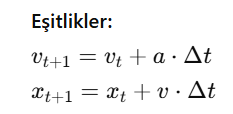 Eşitlikler:
v_{t+1} = v_t + a · Δt
x_{t+1} = x_t + v · Δt